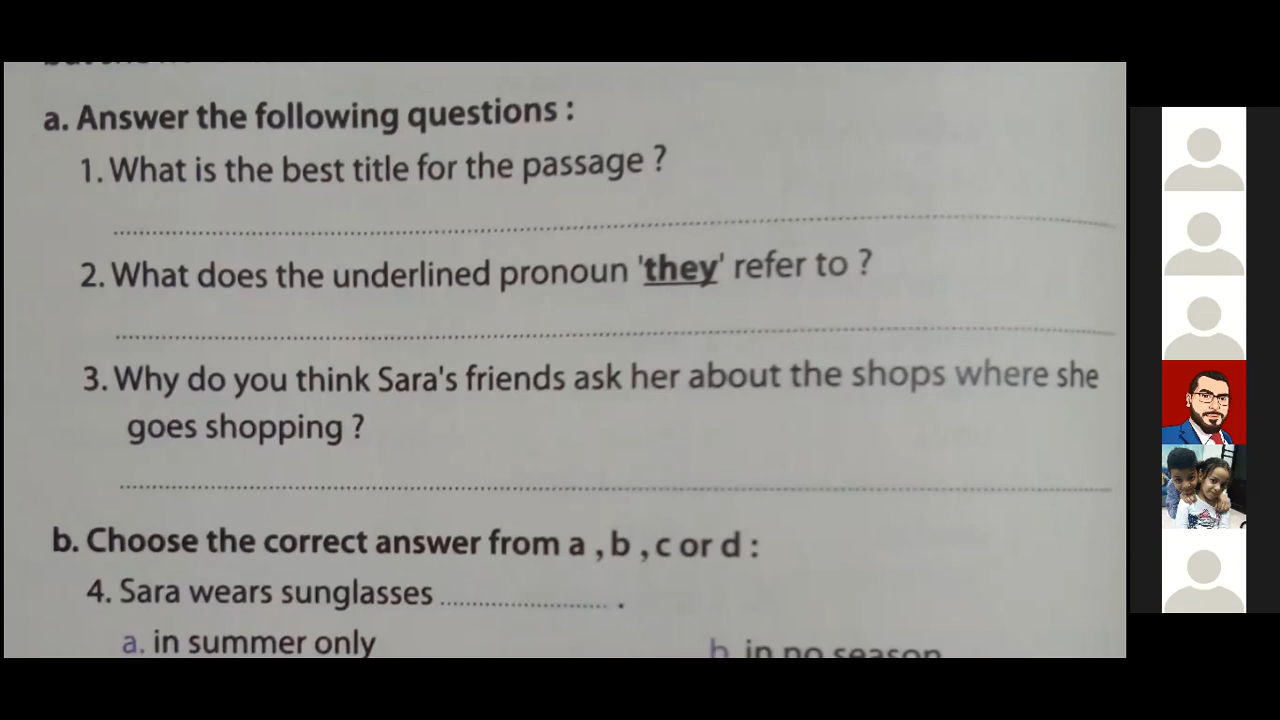 a. Answer the following questions :
1. What is the best title for the passage ?
2. What does the underlined pronoun 'they' refer to ?
3. Why do you think Sara's friends ask her about the shops where she
goes shopping ?
b. Choose the correct answer from a , b , c or d :
4. Sara wears sunglasses ........................ .
a. in summer only
b. in no season